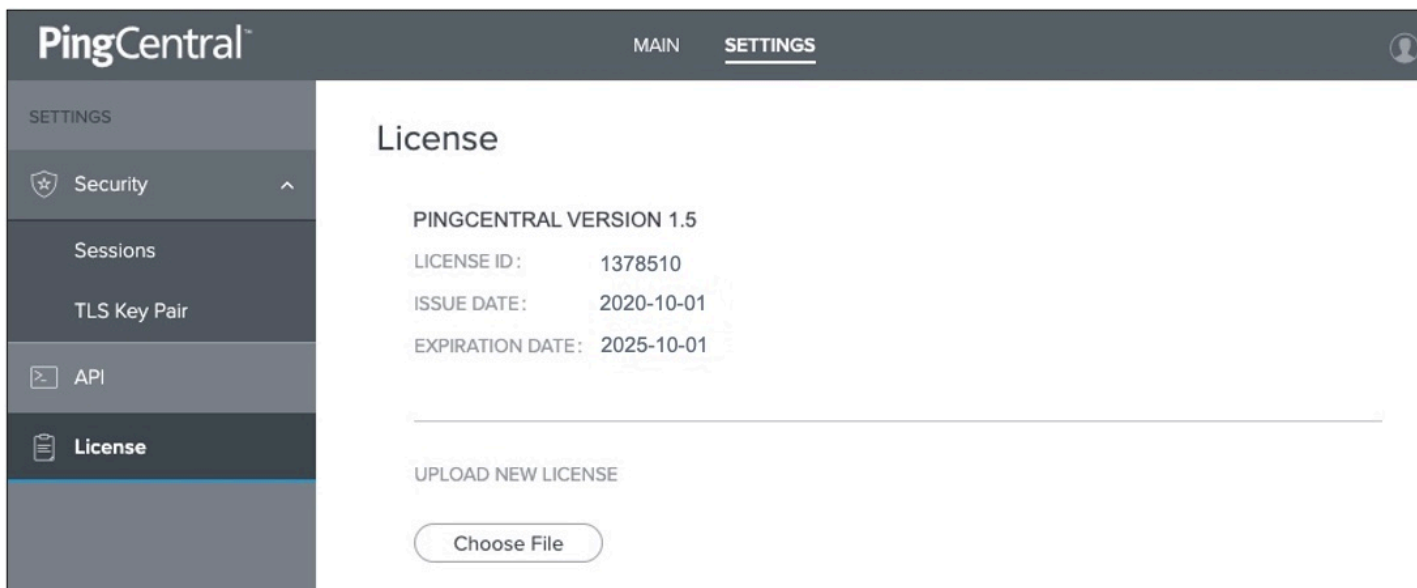 PingCentral™
MAIN SETTINGS
SETTINGS
Security
Sessions
TLS Key Pair
API
License
License
PINGCENTRAL VERSION 1.5
LICENSE ID: 1378510
ISSUE DATE: 2020-10-01
EXPIRATION DATE: 2025-10-01
UPLOAD NEW LICENSE
Choose File